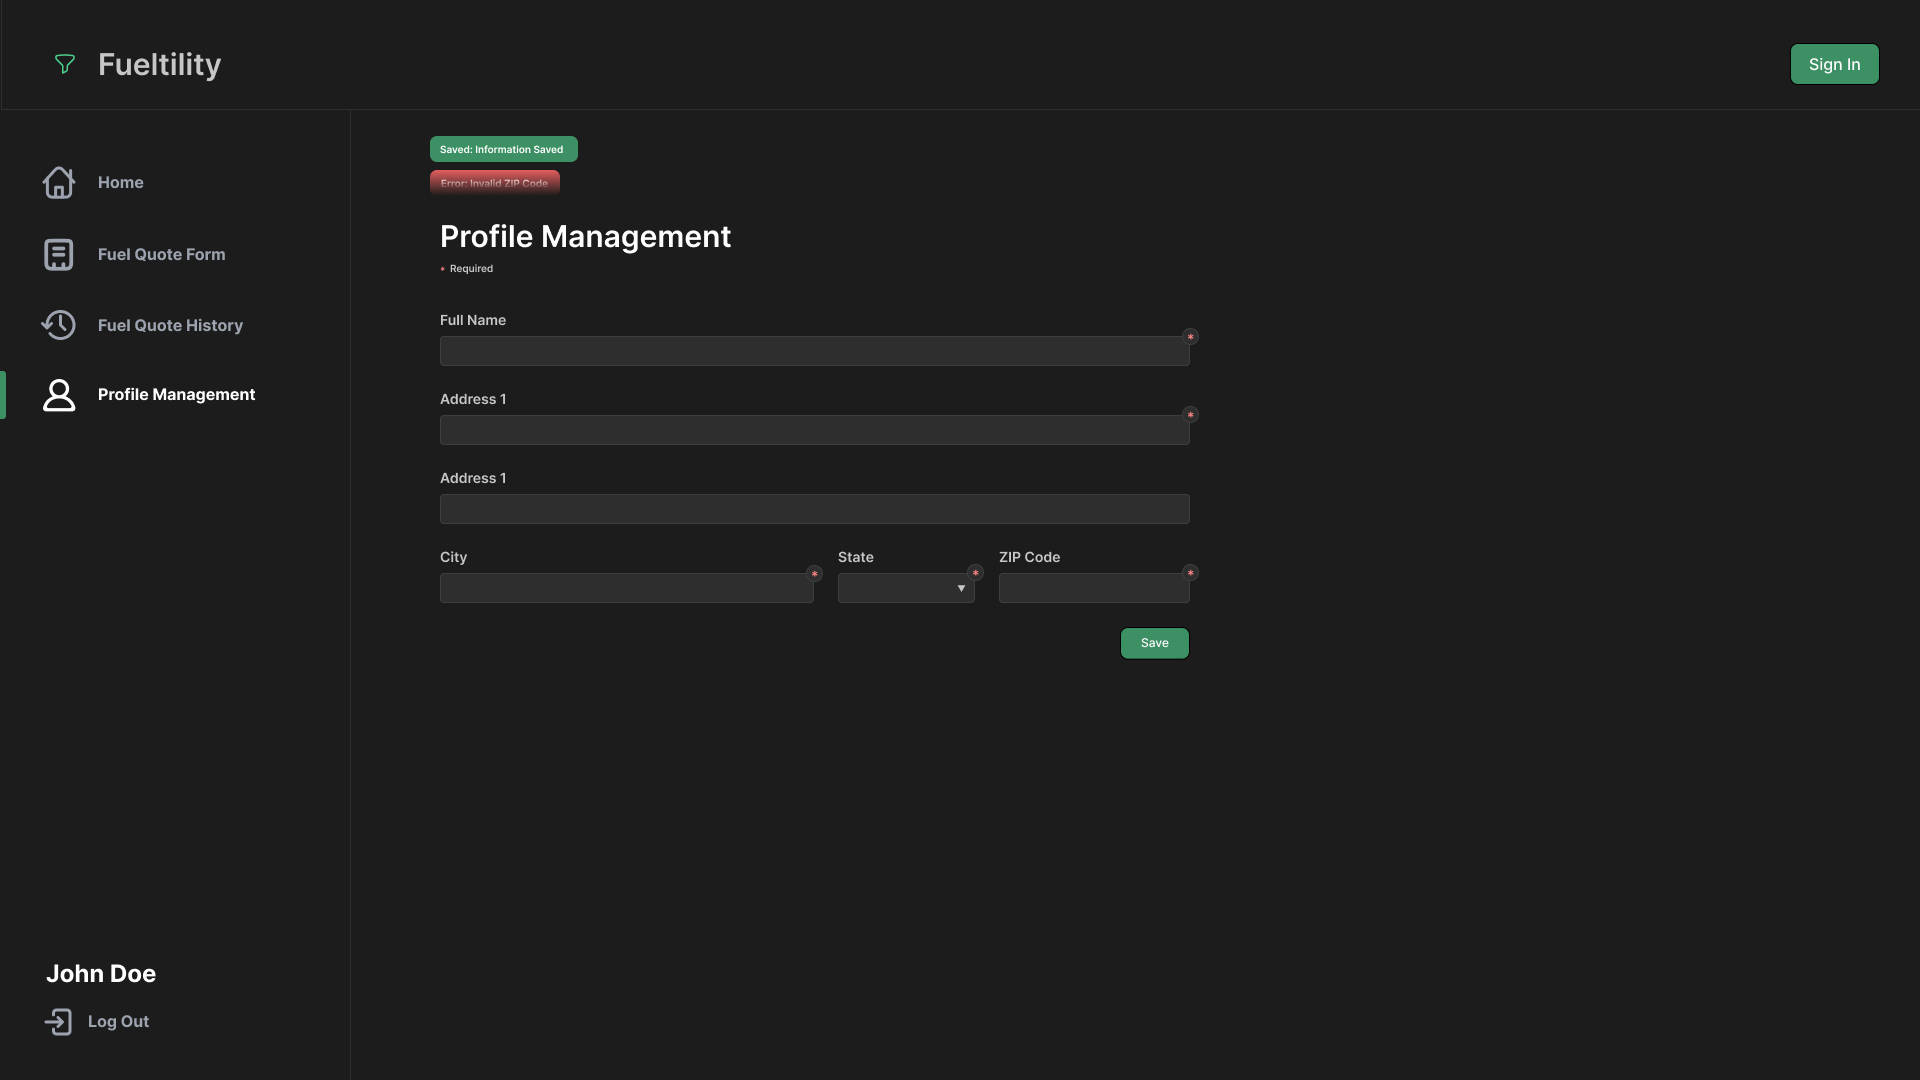 Fueltility
Sign In
Home
Fuel Quote Form
Fuel Quote History
Profile Management
John Doe
Log Out
Saved: Information Saved
Error: Invalid ZIP Code
Profile Management
* Required
Full Name
*
Address 1
*
Address 1
City
*
State
*
▼
ZIP Code
*
Save